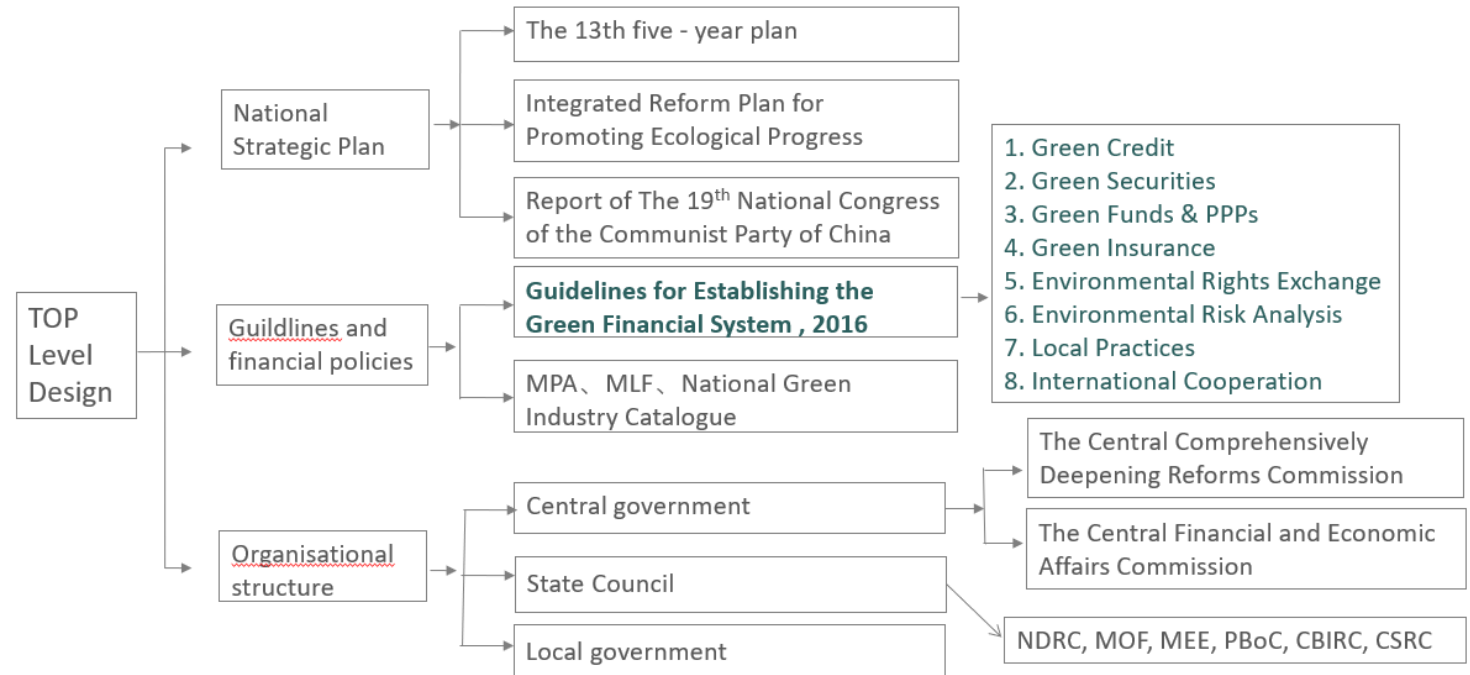 TOP
Level
Design
National
Strategic Plan
The 13th five - year plan
Integrated Reform Plan for
Promoting Ecological Progress
Report of The 19th National Congress
of the Communist Party of China
Guildlines and
financial policies
Guidelines for Establishing the
Green Financial System , 2016
1. Green Credit
2. Green Securities
3. Green Funds & PPPs
4. Green Insurance
5. Environmental Rights Exchange
6. Environmental Risk Analysis
7. Local Practices
8. International Cooperation
MPA、MLF、National Green
Industry Catalogue
Organisational
structure
Central government
The Central Comprehensively
Deepening Reforms Commission
The Central Financial and Economic
Affairs Commission
State Council
NDRC, MOF, MEE, PBoC, CBIRC, CSRC
Local government